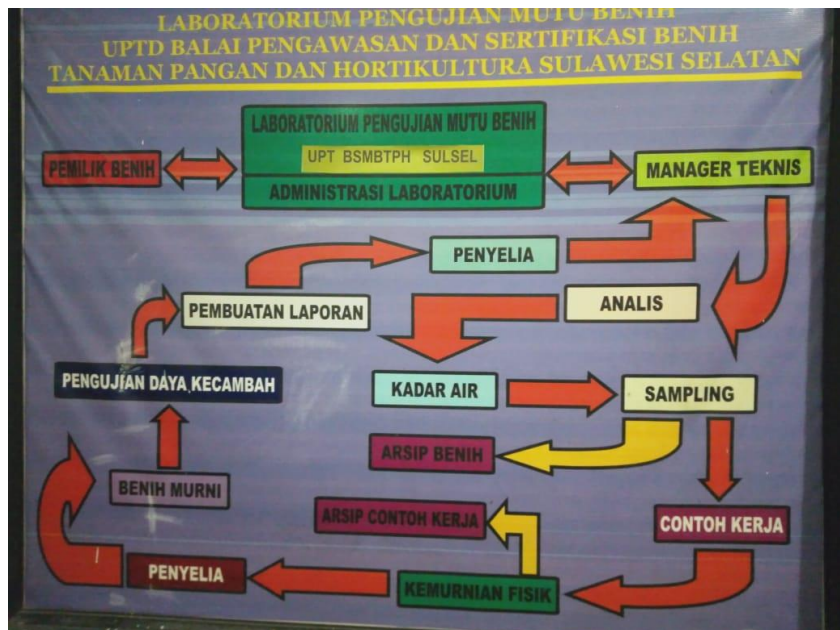 LABORATORIUM PENGUJIAN MUTU BENIH
UPTD BALAI PENGAWASAN DAN SERTIFIKASI BENIH
TANAMAN PANGAN DAN HORTIKULTURA SULAWESI SELATAN
LABORATORIUM PENGUJIAN MUTU BENIH
UPT BSMBTPH SULSEL
PEMILIK BENIH
MANAGER TEKNIS
ADMINISTRASI LABORATORIUM
PENYELIA
PEMBUATAN LAPORAN
ANALIS
PENGUJIAN DAYA KECAMBAH
KADAR AIR
SAMPLING
ARSIP BENIH
BENIH MURNI
ARSIP CONTOH KERJA
CONTOH KERJA
PENYELIA
KEMURNIAN FISIK